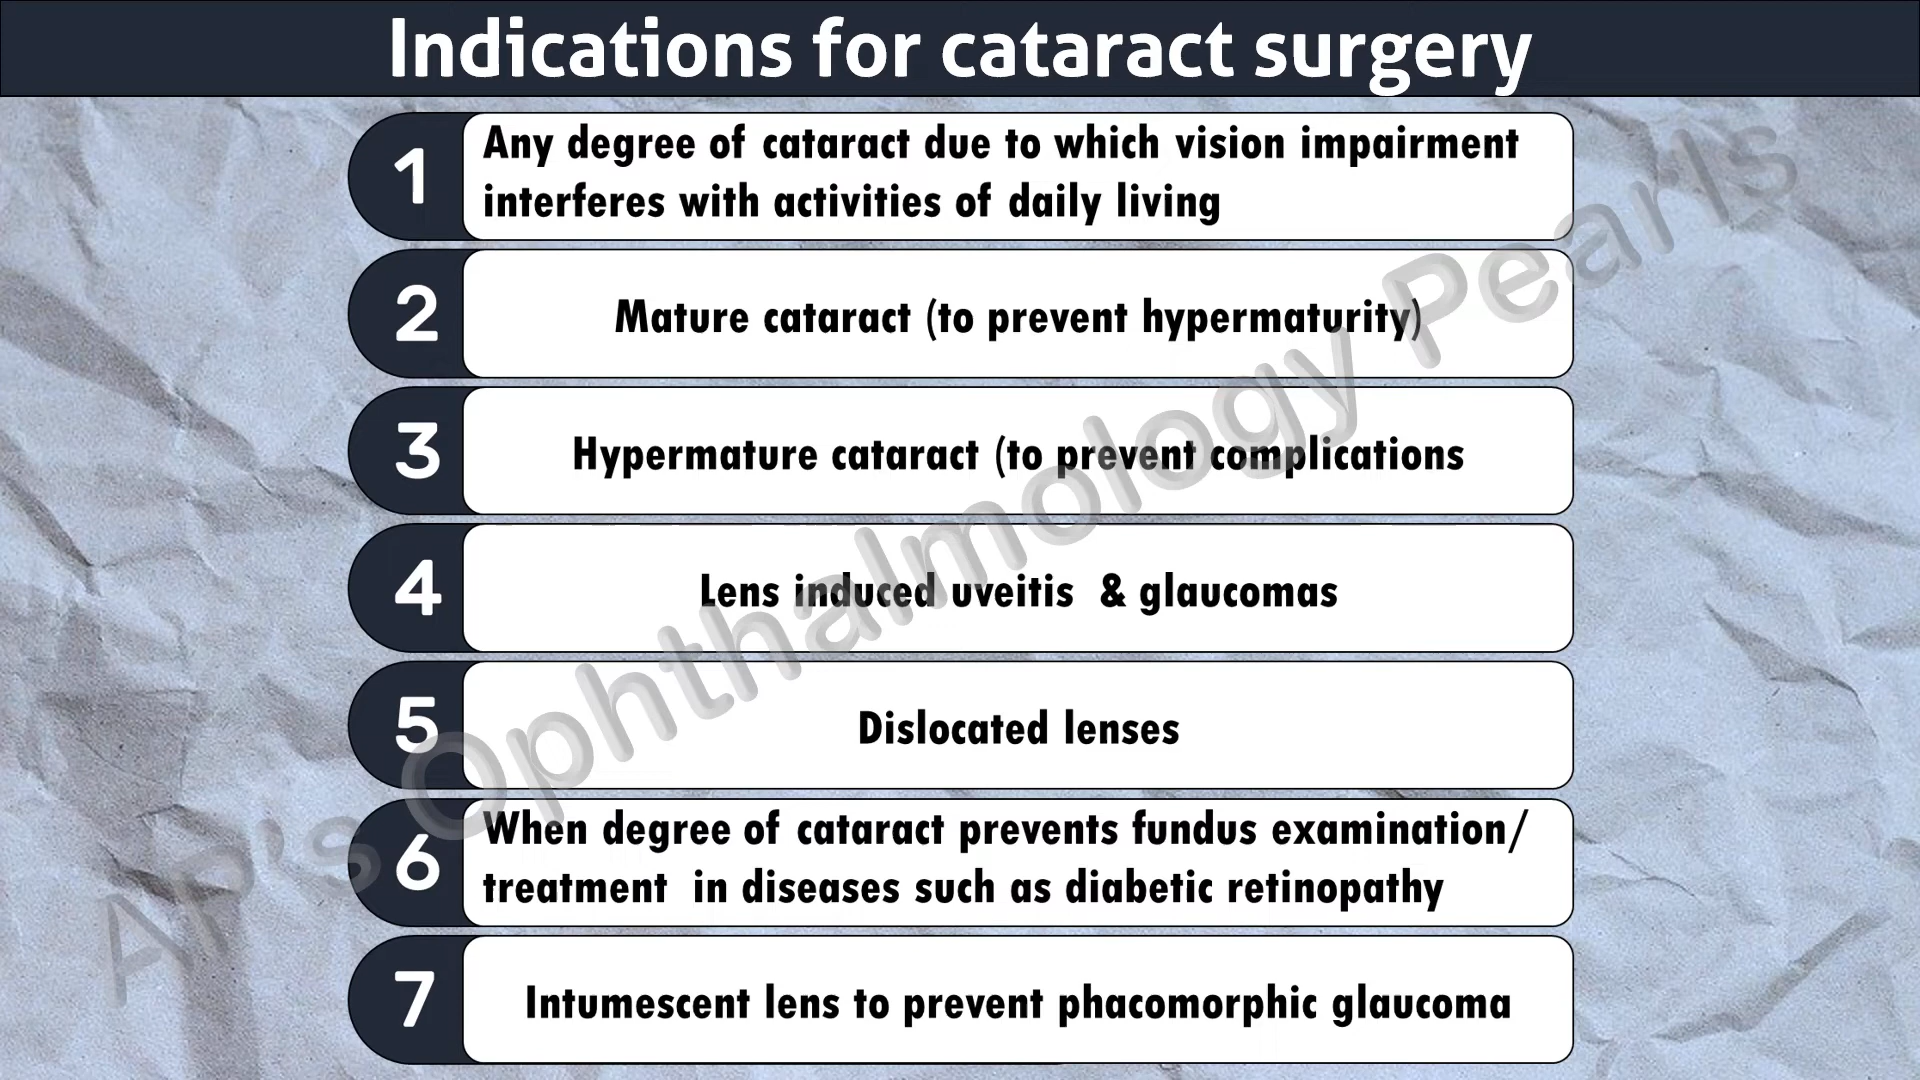 Indications for cataract surgery
1
Any degree of cataract due to which vision impairment
interferes with activities of daily living
2
Mature cataract (to prevent hypermaturity)
3
Hypermature cataract (to prevent complications
4
Lens induced uveitis & glaucomas
5
Dislocated lenses
6
When degree of cataract prevents fundus examination/
treatment in diseases such as diabetic retinopathy
7
Intumescent lens to prevent phacomorphic glaucoma
AP's Ophthalmology Pearls